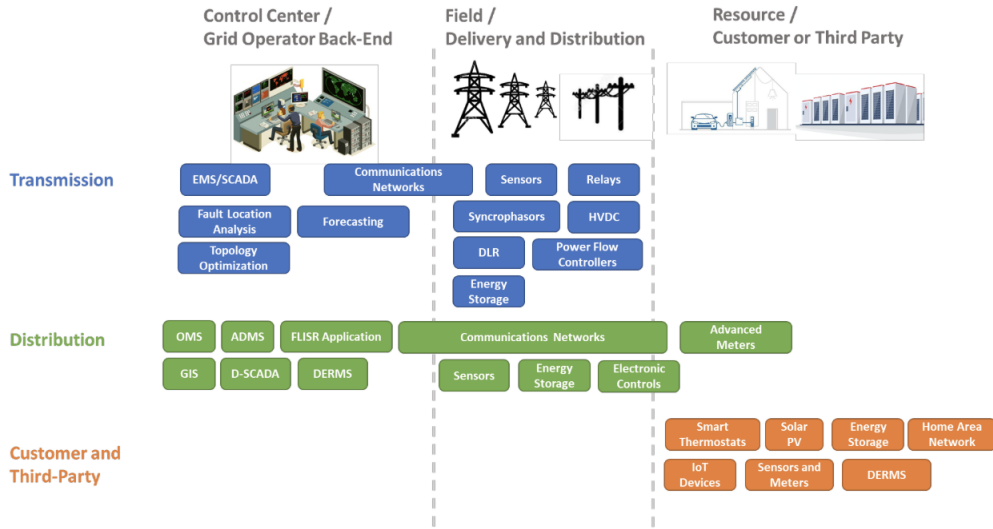 Control Center /
Grid Operator Back-End
Field /
Delivery and Distribution
Resource /
Customer or Third Party
Transmission
EMS/SCADA
Communications
Networks
Sensors
Relays
Fault Location
Analysis
Forecasting
Syncrophasors
HVDC
Topology
Optimization
DLR
Power Flow
Controllers
Energy
Storage
Distribution
OMS
ADMS
FLISR Application
Communications Networks
Advanced
Meters
GIS
D-SCADA
DERMS
Sensors
Energy
Storage
Electronic
Controls
Customer and
Third-Party
Smart
Thermostats
Solar
PV
Energy
Storage
Home Area
Network
IoT
Devices
Sensors and
Meters
DERMS